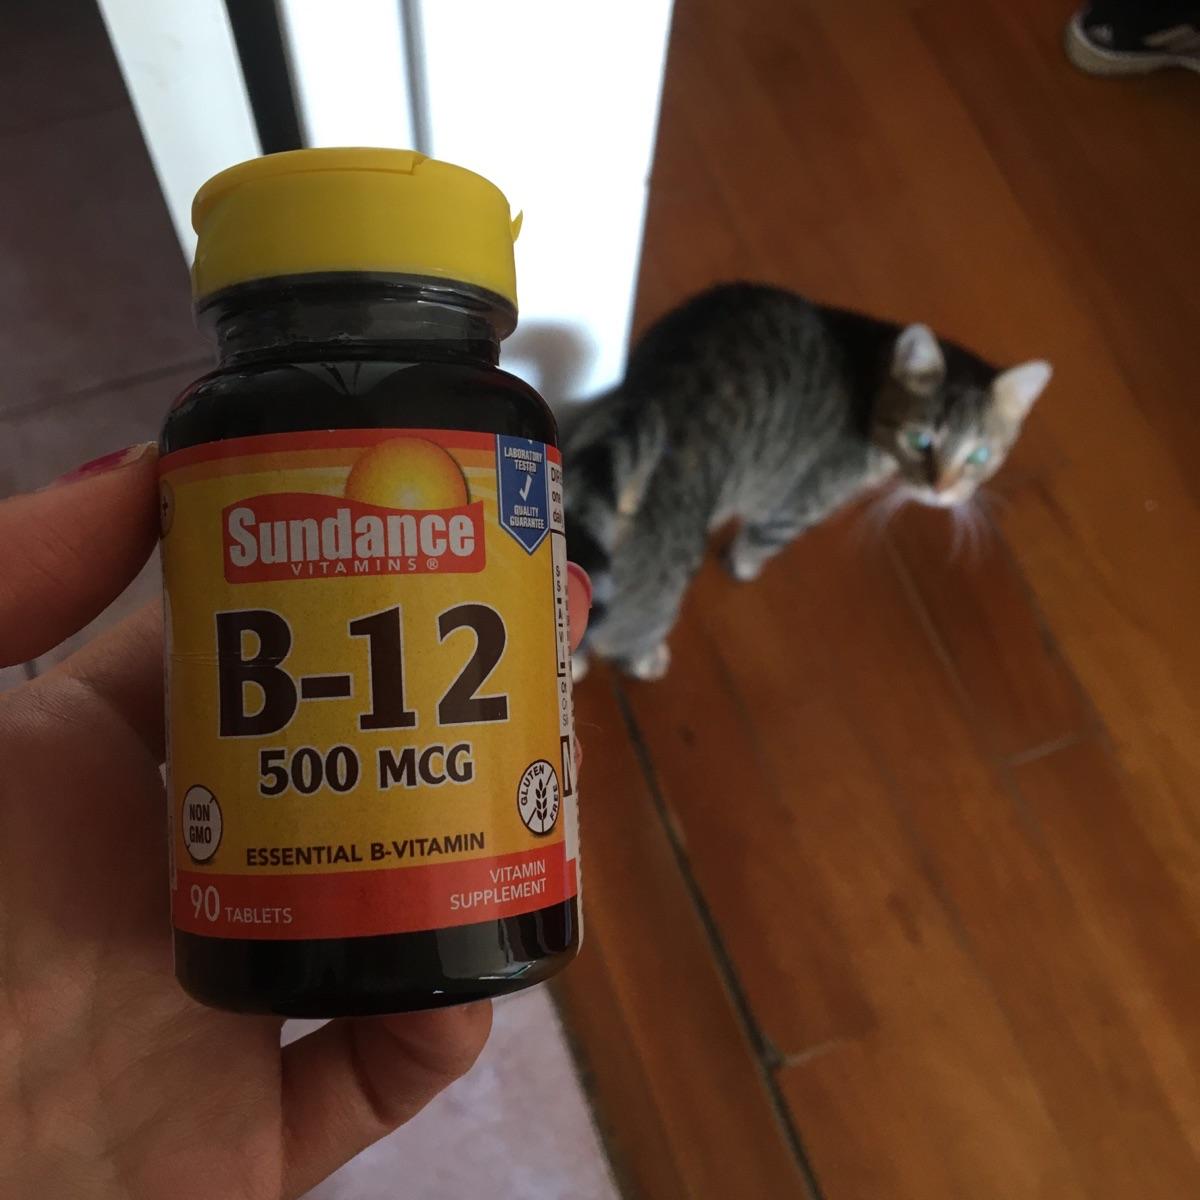 LABORATORY
TESTED
QUALITY
GUARANTEE
Sundance
VITAMINS®
B-12
500 MCG
NON
GMO
GLUTEN
FREE
ESSENTIAL B-VITAMIN
90 TABLETS
VITAMIN
SUPPLEMENT